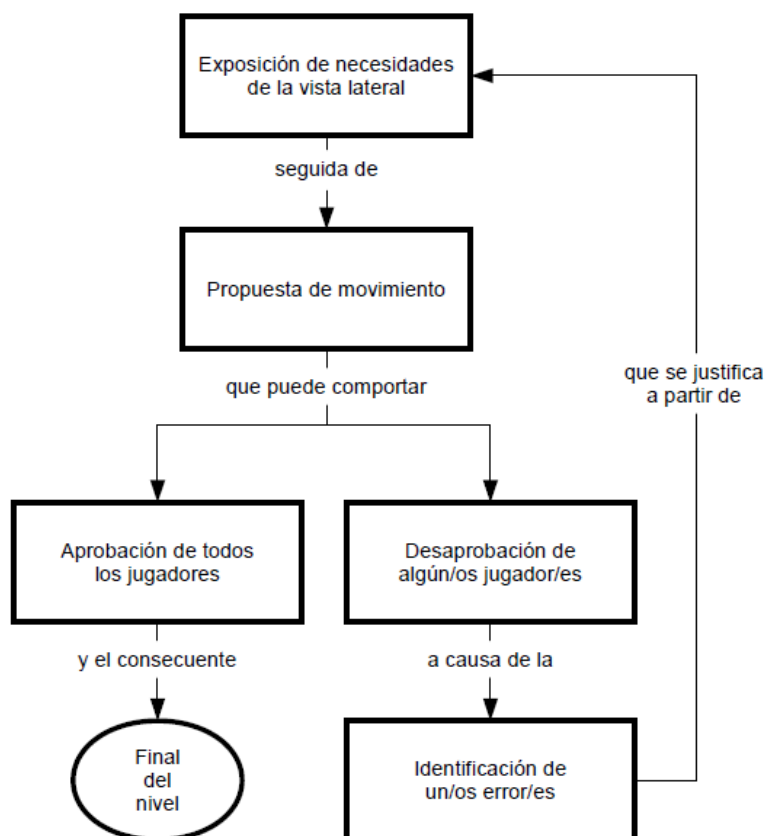 Exposición de necesidades
de la vista lateral
seguida de
Propuesta de movimiento
que puede comportar
que se justifica
a partir de
Aprobación de todos
los jugadores
Desaprobación de
algún/os jugador/es
y el consecuente
a causa de la
Final
del
nivel
Identificación de
un/os error/es